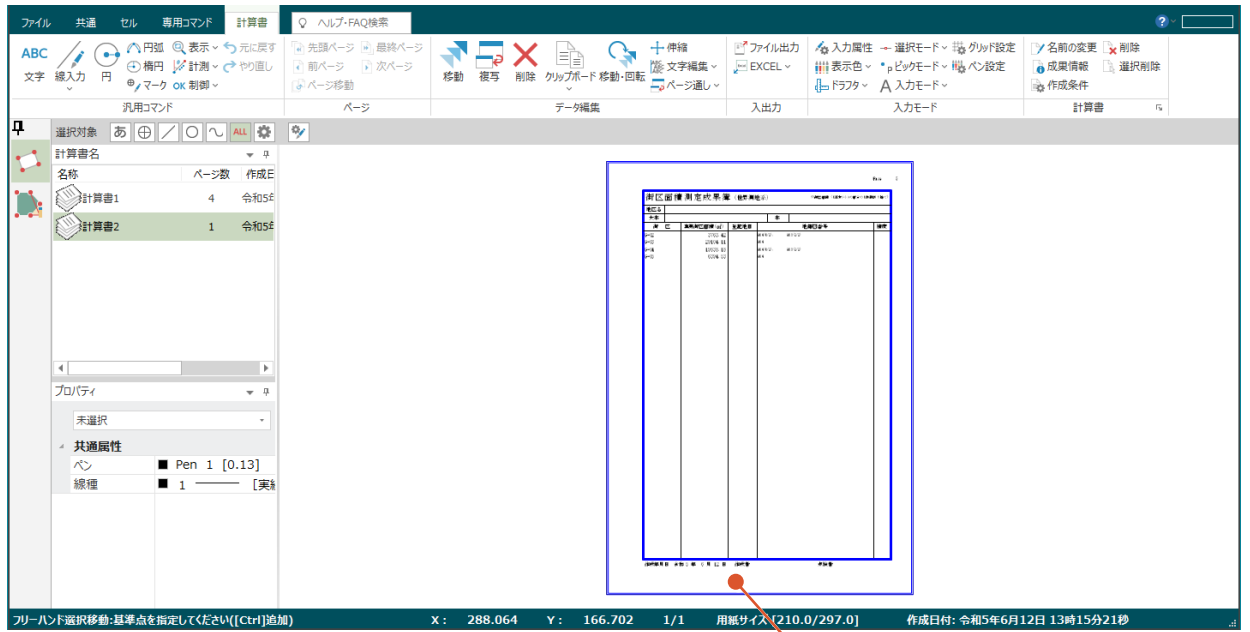 ファイル 共通 セル 専用コマンド 計算書 ヘルプ・FAQ検索 ?
ABC 文字 線入力 円 円弧 楕円 マーク 表示 計測 OK 制御 元に戻す やり直し
汎用コマンド
先頭ページ 最終ページ
前ページ 次ページ
ページ移動
ページ
移動 複写 削除 クリップボード 移動・回転 伸縮 文字編集 ページ通し
データ編集
ファイル出力
EXCEL
入出力
入力属性 選択モード グリッド設定
表示色 ピックモード ペン設定
ドラフタ A 入力モード
入力モード
名前の変更 削除
成果情報 選択削除
作成条件
計算書
選択対象 あ ALL
計算書名
名称 ページ数 作成日
計算書1 4 令和5年
計算書2 1 令和5年
プロパティ
未選択
共通属性
ペン Pen 1 [0.13]
線種 1 [実線
街区面積測定成果簿
フリーハンド選択移動:基準点を指定してください([Ctrl]追加) X: 288.064 Y: 166.702 1/1 用紙サイズ [210.0/297.0] 作成日付: 令和5年6月12日 13時15分21秒